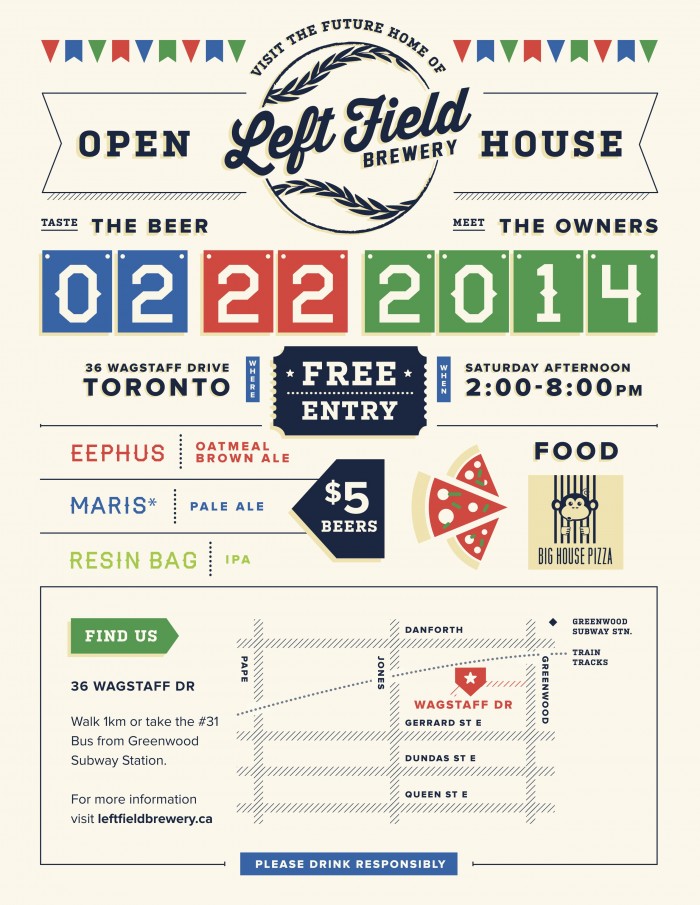 VISIT THE FUTURE HOME OF
OPEN
Left Field
BREWERY
HOUSE
TASTE THE BEER
MEET THE OWNERS
02 22 2014
36 WAGSTAFF DRIVE
TORONTO
WHERE
FREE
ENTRY
WHEN
SATURDAY AFTERNOON
2:00-8:00PM
EEPHUS
OATMEAL
BROWN ALE
MARIS*
PALE ALE
RESIN BAG
IPA
$5
BEERS
FOOD
BIG HOUSE PIZZA
FIND US
36 WAGSTAFF DR
Walk 1km or take the #31
Bus from Greenwood
Subway Station.
For more information
visit leftfieldbrewery.ca
PAPE
JONES
GREENWOOD
DANFORTH
GREENWOOD
SUBWAY STN.
TRAIN
TRACKS
WAGSTAFF DR
GERRARD ST E
DUNDAS ST E
QUEEN ST E
PLEASE DRINK RESPONSIBLY